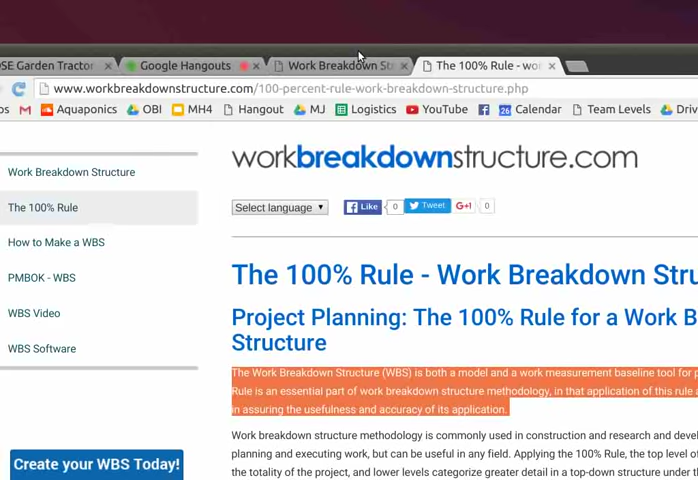 OSE Garden Tractor
Google Hangouts
Work Breakdown St
The 100% Rule - wo
www.workbreakdownstructure.com/100-percent-rule-work-breakdown-structure.php
Aquaponics
OBI
MH4
Hangout
MJ
Logistics
YouTube
26 Calendar
Team Levels
workbreakdownstructure.com
Work Breakdown Structure
The 100% Rule
How to Make a WBS
PMBOK - WBS
WBS Video
WBS Software
Create your WBS Today!
Select language
Like 0
Tweet
G+1 0
The 100% Rule - Work Breakdown Stru
Project Planning: The 100% Rule for a Work B
Structure
The Work Breakdown Structure (WBS) is both a model and a work measurement baseline tool for p
Rule is an essential part of work breakdown structure methodology, in that application of this rule
in assuring the usefulness and accuracy of its application.
Work breakdown structure methodology is commonly used in construction and research and deve
planning and executing work, but can be useful in any field. Applying the 100% Rule, the top level of
the totality of the project, and lower levels categorize greater detail in a top-down structure under t